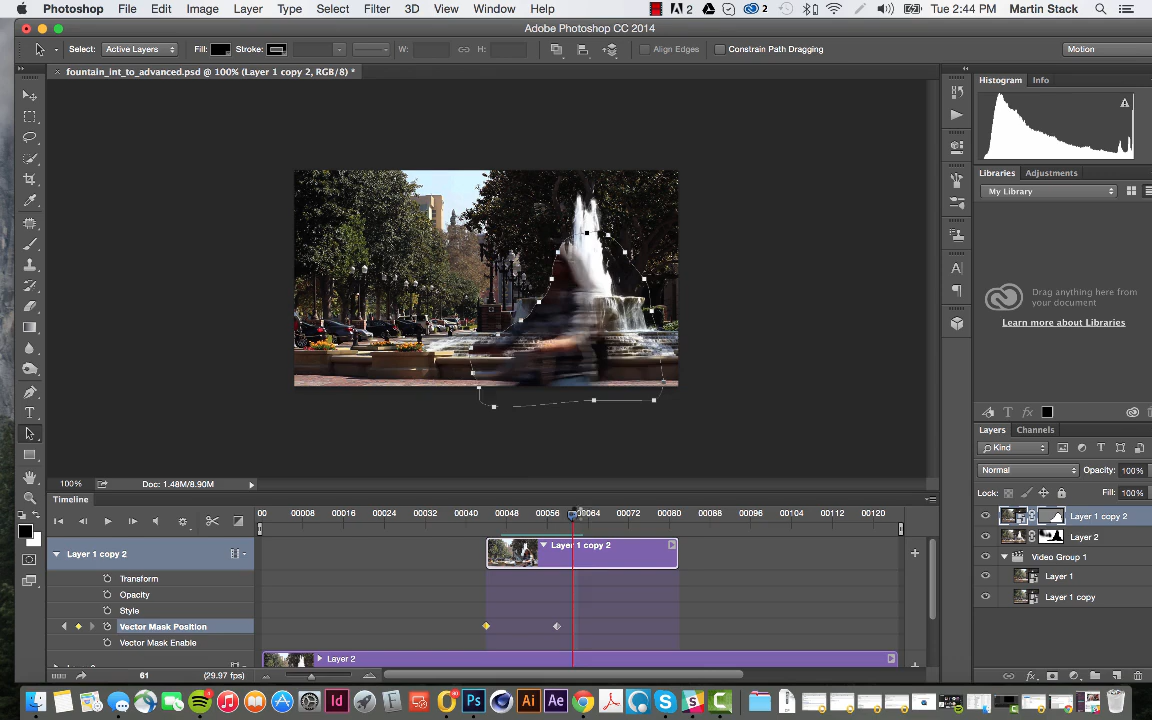 Photoshop File Edit Image Layer Type Select Filter 3D View Window Help 2 2 Tue 2:44 PM Martin Stack
Adobe Photoshop CC 2014
Select: Active Layers Fill: Stroke: W: H: Align Edges Constrain Path Dragging Motion
× fountain_int_to_advanced.psd @ 100% (Layer 1 copy 2, RGB/8) *
Histogram Info
Libraries Adjustments
My Library
Drag anything here from
your document
Learn more about Libraries
Layers Channels
Kind
Normal Opacity: 100%
Lock: Fill: 100%
Layer 1 copy 2
Layer 2
Video Group 1
Layer 1
Layer 1 copy
100% Doc: 1.48M/8.90M
Timeline
00 00008 00016 00024 00032 00040 00048 00056 00064 00072 00080 00088 00096 00104 00112 00120
Layer 1 copy 2 Layer 1 copy 2
Transform
Opacity
Style
Vector Mask Position
Vector Mask Enable
Layer 2
61 (29.97 fps)
Id Ps Ai Ae